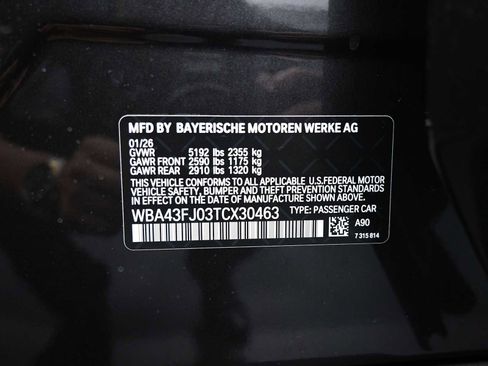 MFD BY BAYERISCHE MOTOREN WERKE AG
01/26
GVWR 5192 lbs 2355 kg
GAWR FRONT 2590 lbs 1175 kg
GAWR REAR 2910 lbs 1320 kg
THIS VEHICLE CONFORMS TO ALL APPLICABLE U.S.FEDERAL MOTOR
VEHICLE SAFETY, BUMPER, AND THEFT PREVENTION STANDARDS IN
EFFECT ON THE DATE OF MANUFACTURE SHOWN ABOVE.
WBA43FJ03TCX30463 TYPE: PASSENGER CAR
A90
7 315 814